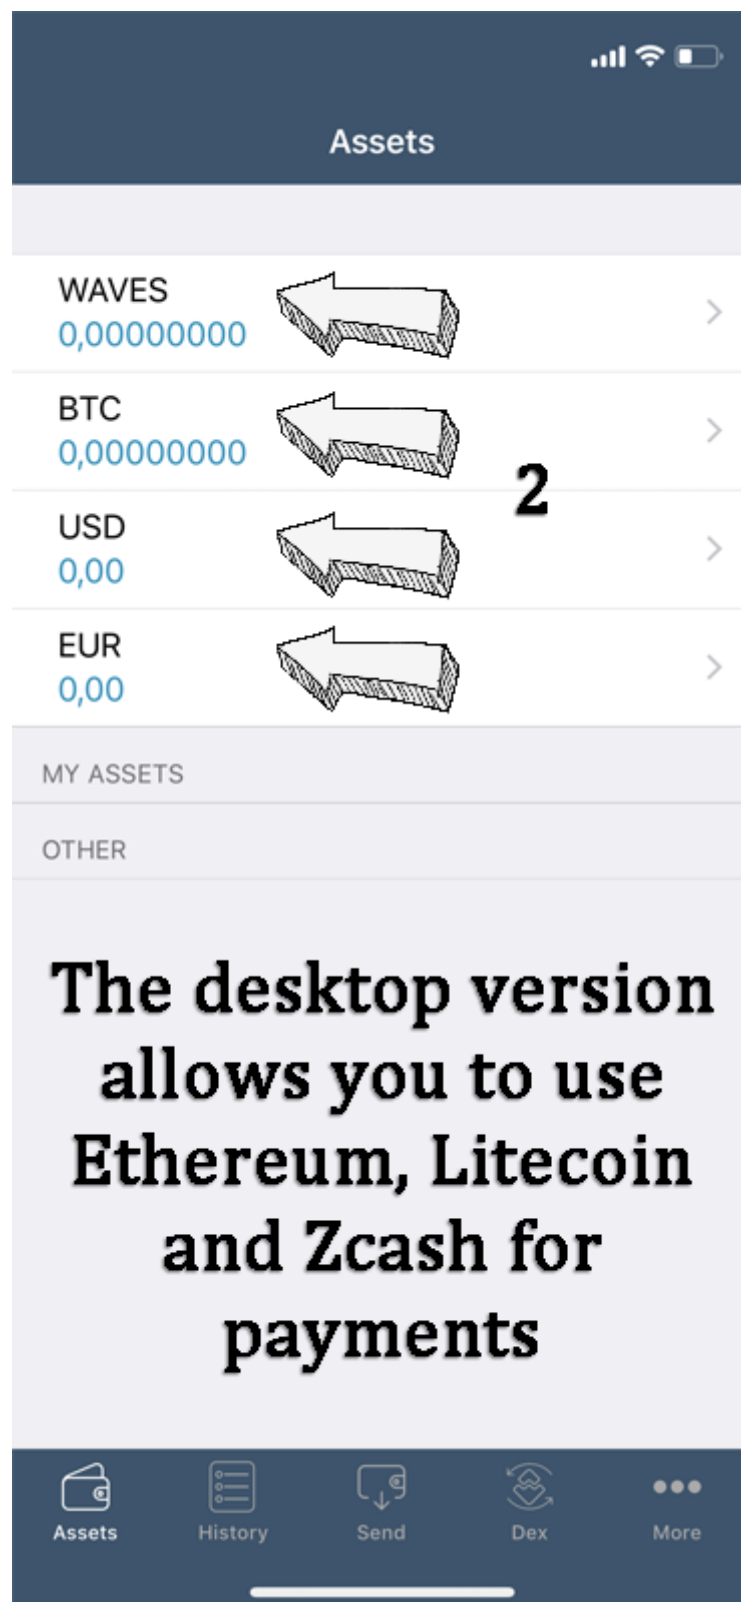 Assets
WAVES
0,00000000
BTC
0,00000000
2
USD
0,00
EUR
0,00
MY ASSETS
OTHER
The desktop version
allows you to use
Ethereum, Litecoin
and Zcash for
payments
Assets History Send Dex More